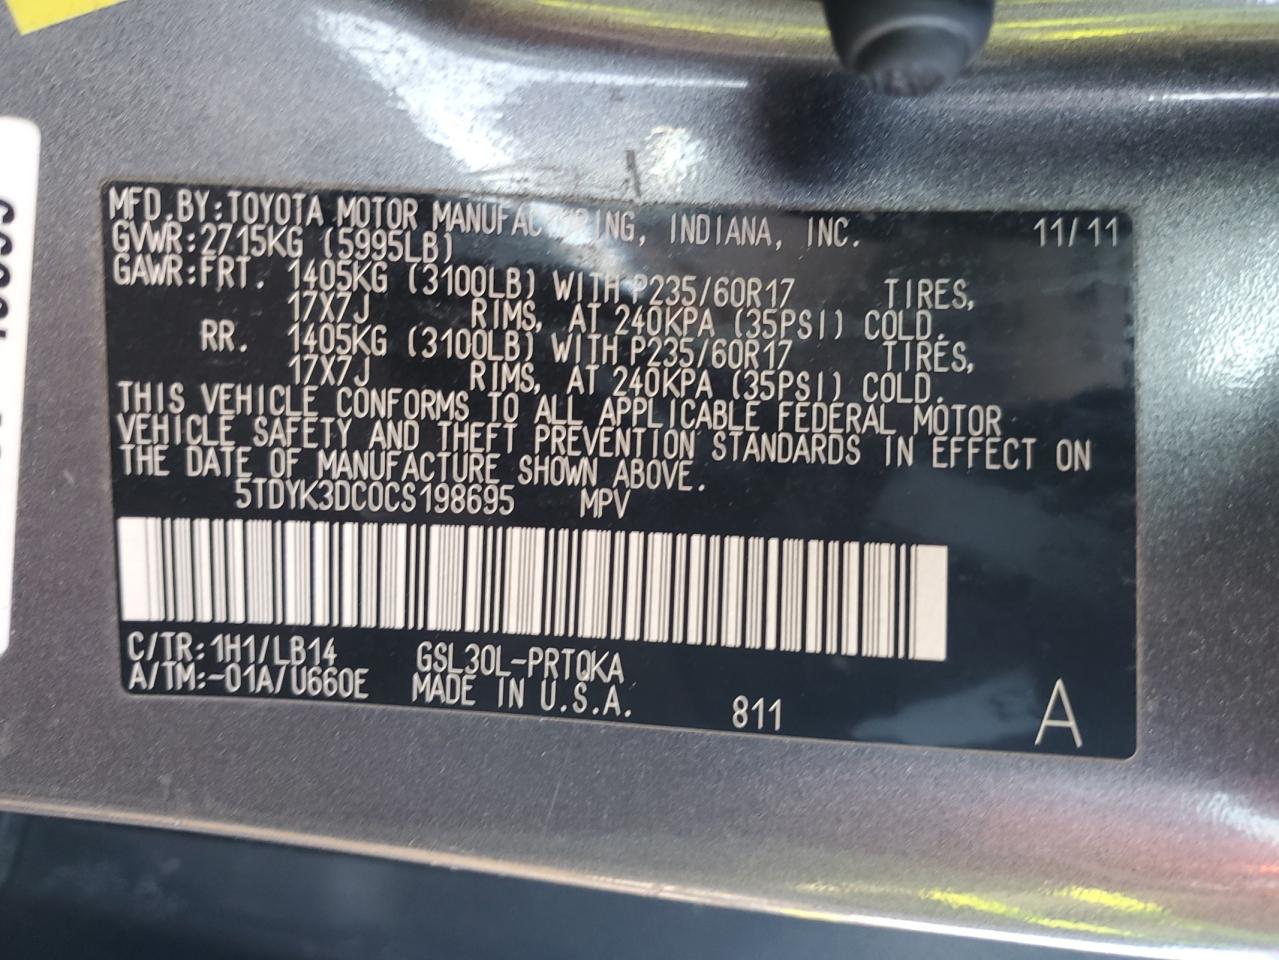 MFD.BY:TOYOTA MOTOR MANUFACTURING, INDIANA, INC. 11/11
GVWR:2715KG (5995LB)
GAWR:FRT. 1405KG (3100LB) WITH P235/60R17 TIRES,
17X7J RIMS, AT 240KPA (35PSI) COLD.
RR. 1405KG (3100LB) WITH P235/60R17 TIRES,
17X7J RIMS, AT 240KPA (35PSI) COLD.
THIS VEHICLE CONFORMS TO ALL APPLICABLE FEDERAL MOTOR
VEHICLE SAFETY AND THEFT PREVENTION STANDARDS IN EFFECT ON
THE DATE OF MANUFACTURE SHOWN ABOVE.
5TDYK3DC0CS198695 MPV
C/TR:1H1/LB14 GSL30L-PRTQKA
A/TM:-01A/U660E MADE IN U.S.A. 811 A